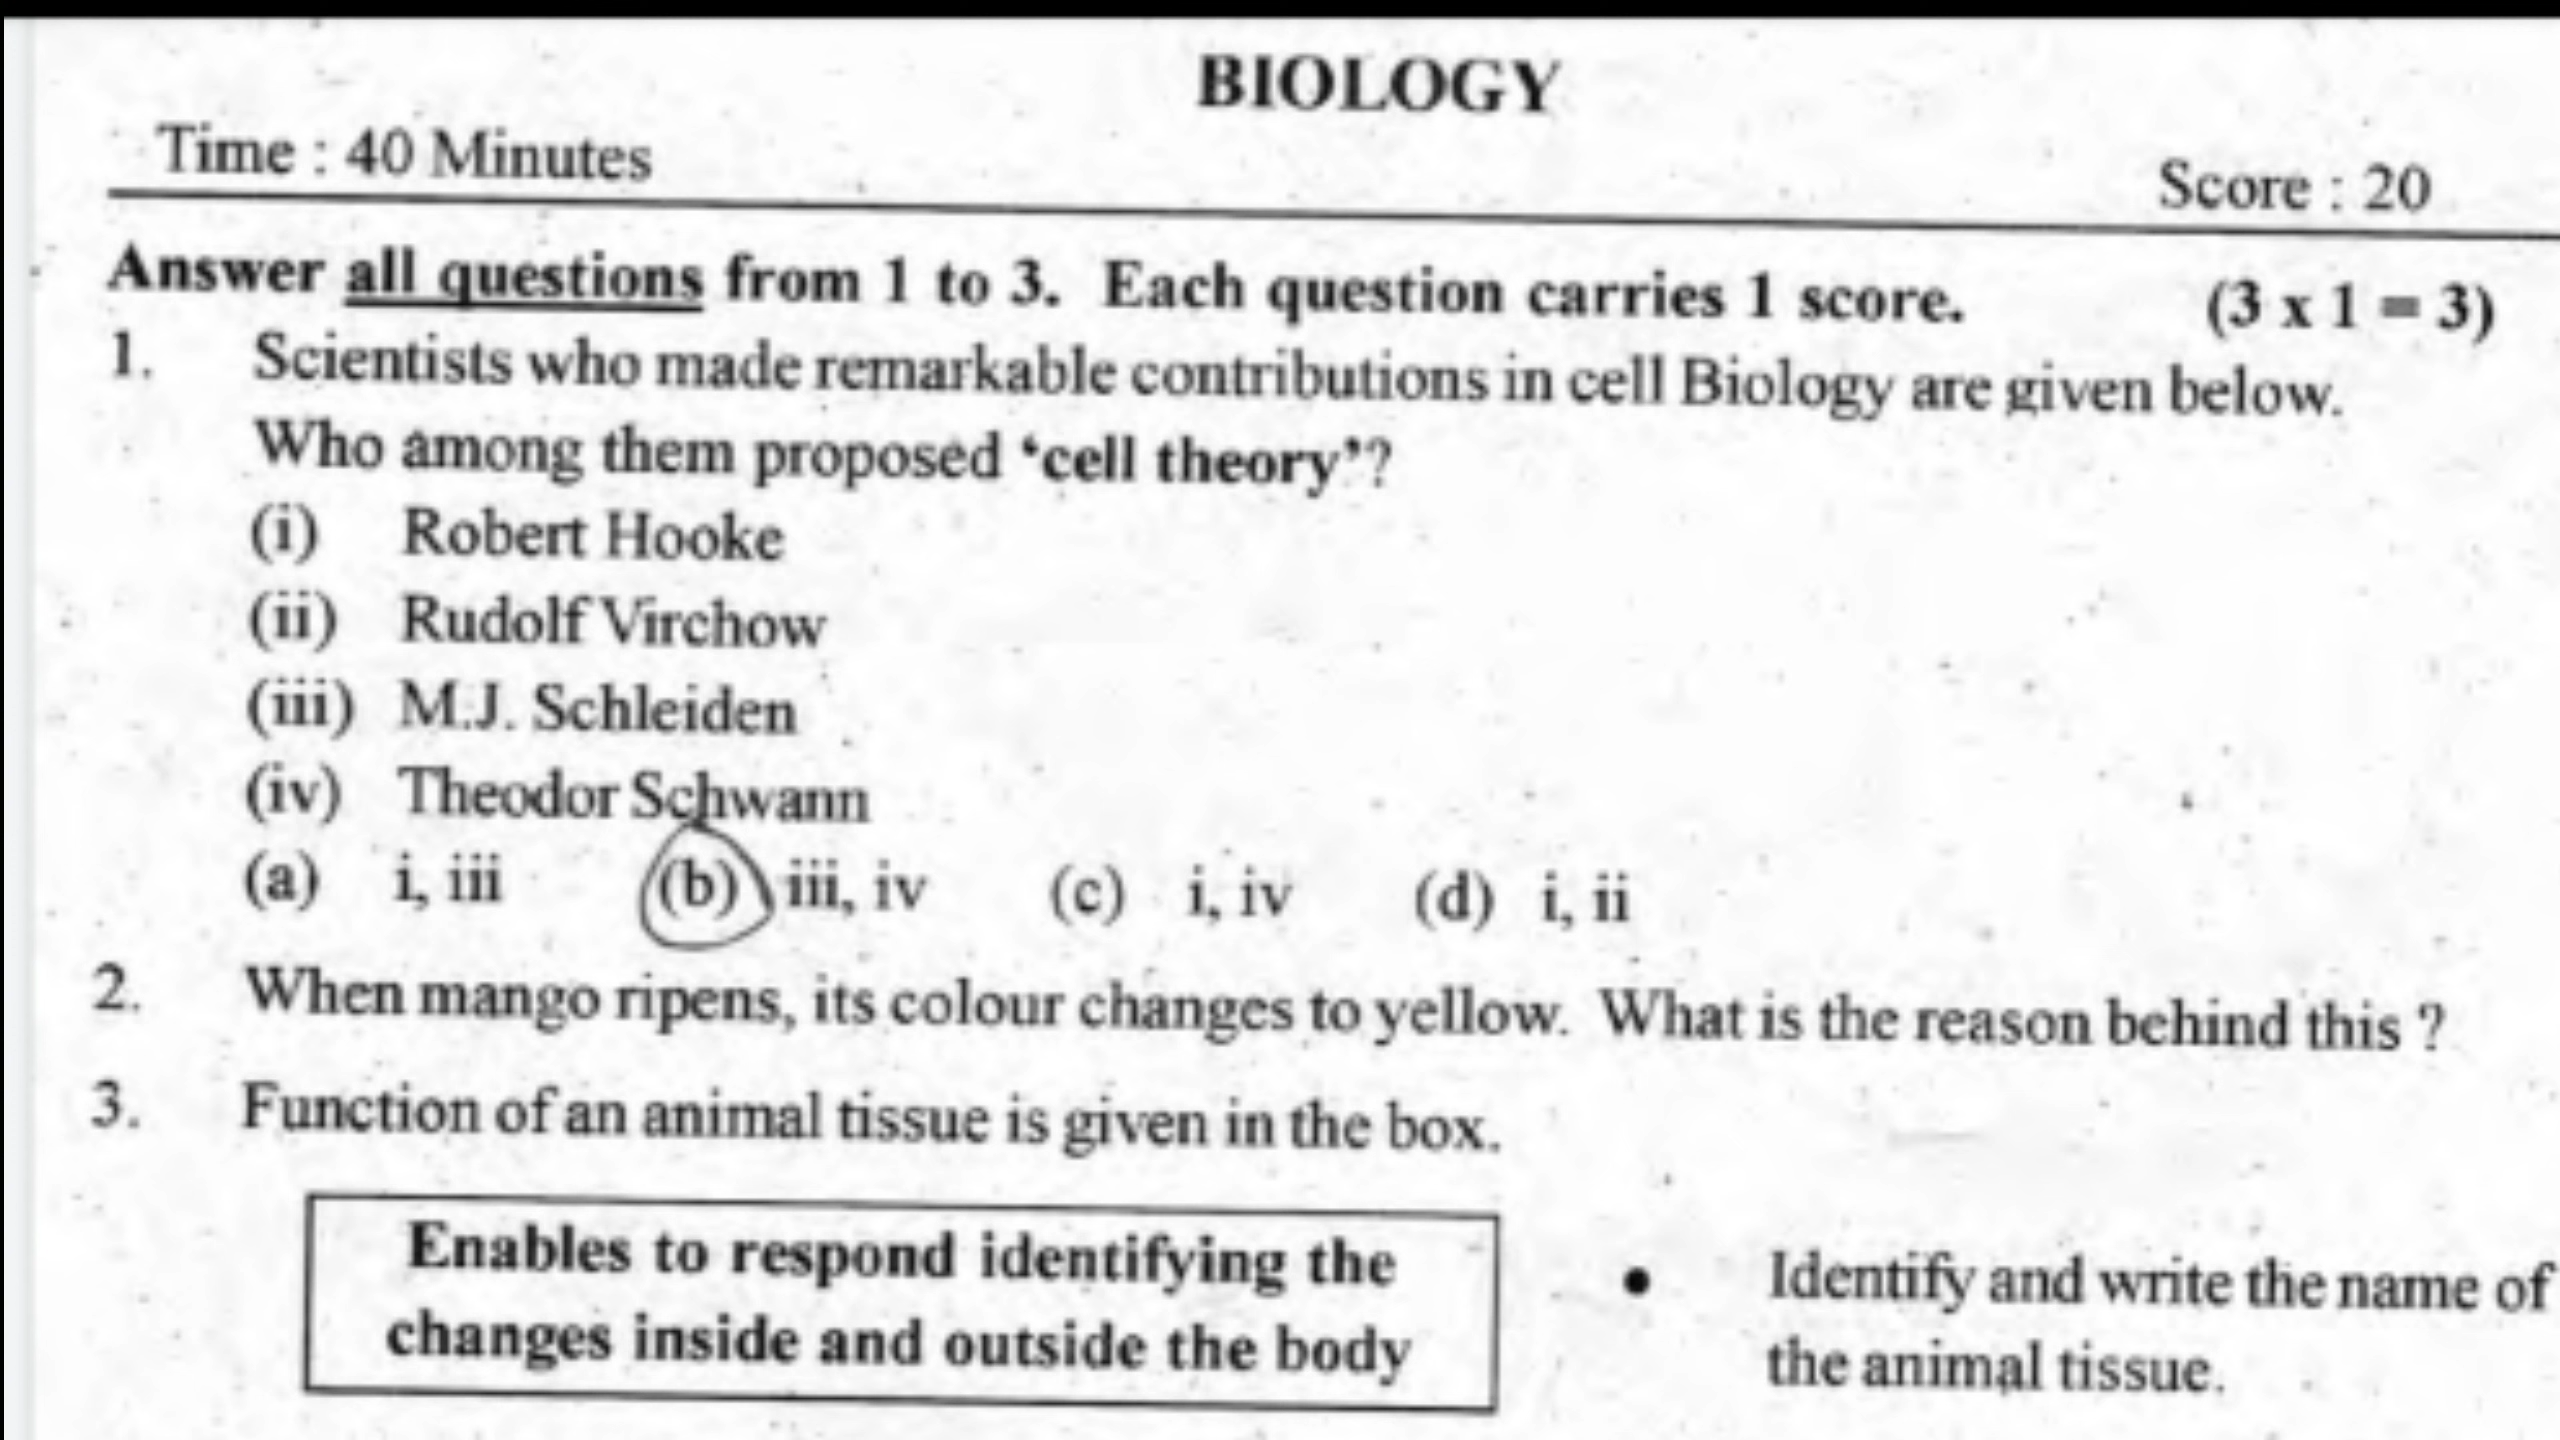 BIOLOGY
Time : 40 Minutes
Score : 20
Answer all questions from 1 to 3. Each question carries 1 score. (3 x 1 = 3)
1. Scientists who made remarkable contributions in cell Biology are given below.
Who among them proposed ‘cell theory’?
(i) Robert Hooke
(ii) Rudolf Virchow
(iii) M.J. Schleiden
(iv) Theodor Schwann
(a) i, iii (b) iii, iv (c) i, iv (d) i, ii
2. When mango ripens, its colour changes to yellow. What is the reason behind this ?
3. Function of an animal tissue is given in the box.
Enables to respond identifying the
changes inside and outside the body
• Identify and write the name of
the animal tissue.